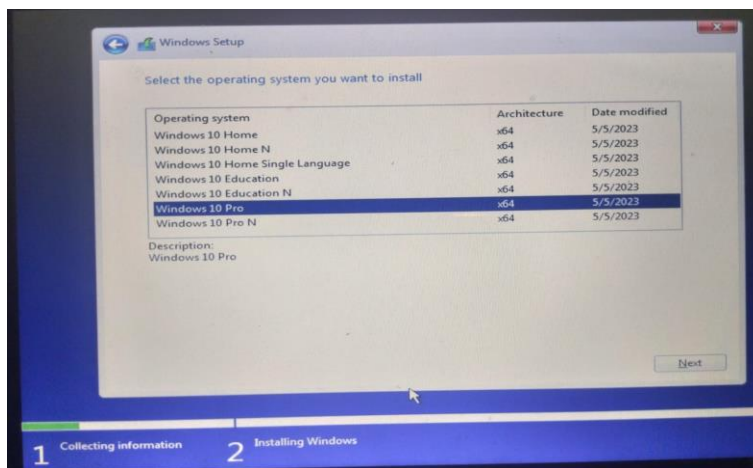 Windows Setup
Select the operating system you want to install
Operating system Architecture Date modified
Windows 10 Home x64 5/5/2023
Windows 10 Home N x64 5/5/2023
Windows 10 Home Single Language x64 5/5/2023
Windows 10 Education x64 5/5/2023
Windows 10 Education N x64 5/5/2023
Windows 10 Pro x64 5/5/2023
Windows 10 Pro N x64 5/5/2023
Description:
Windows 10 Pro
Next
1 Collecting information 2 Installing Windows